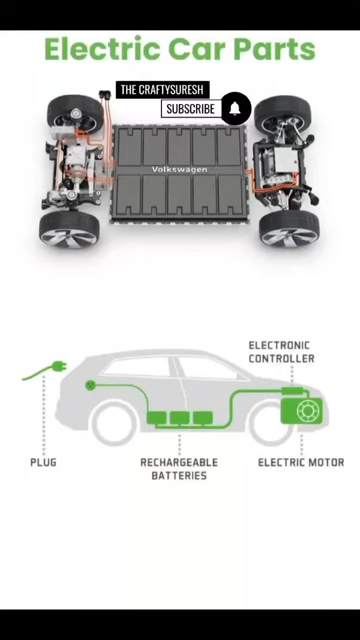 Electric Car Parts
THE CRAFTYSURESH
SUBSCRIBE
Volkswagen
ELECTRONIC
CONTROLLER
PLUG
RECHARGEABLE
BATTERIES
ELECTRIC MOTOR